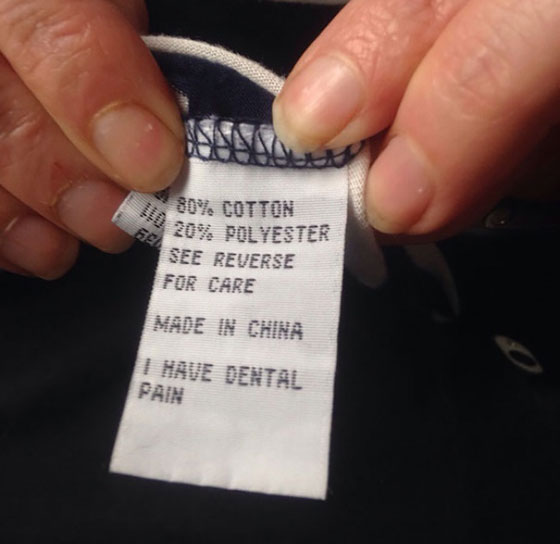 80% COTTON
20% POLYESTER
SEE REVERSE
FOR CARE
MADE IN CHINA
I HAVE DENTAL
PAIN